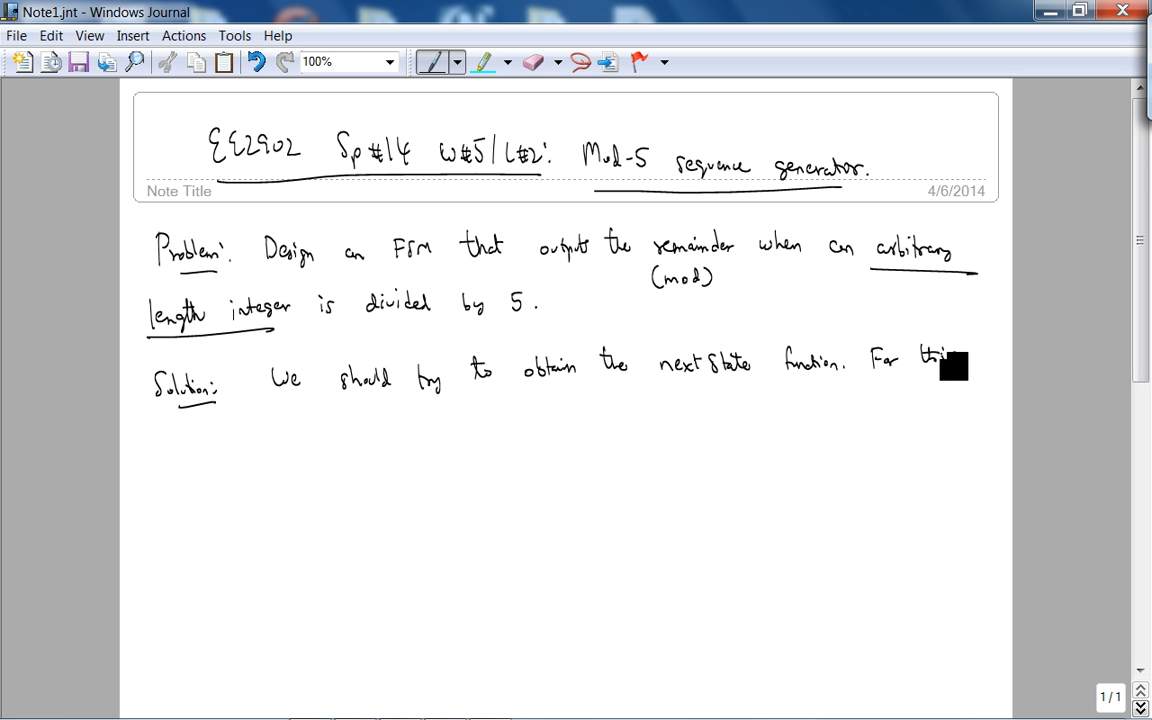 Note1.jnt - Windows Journal
File Edit View Insert Actions Tools Help
100%
EE2902 Sp#14 W#5/L#2: Mod-5 sequence generator.
Note Title
4/6/2014
Problem: Design an FSM that outputs the remainder when an arbitrary
(mod)
length integer is divided by 5.
Solution: We should try to obtain the next state function. For this
1 / 1